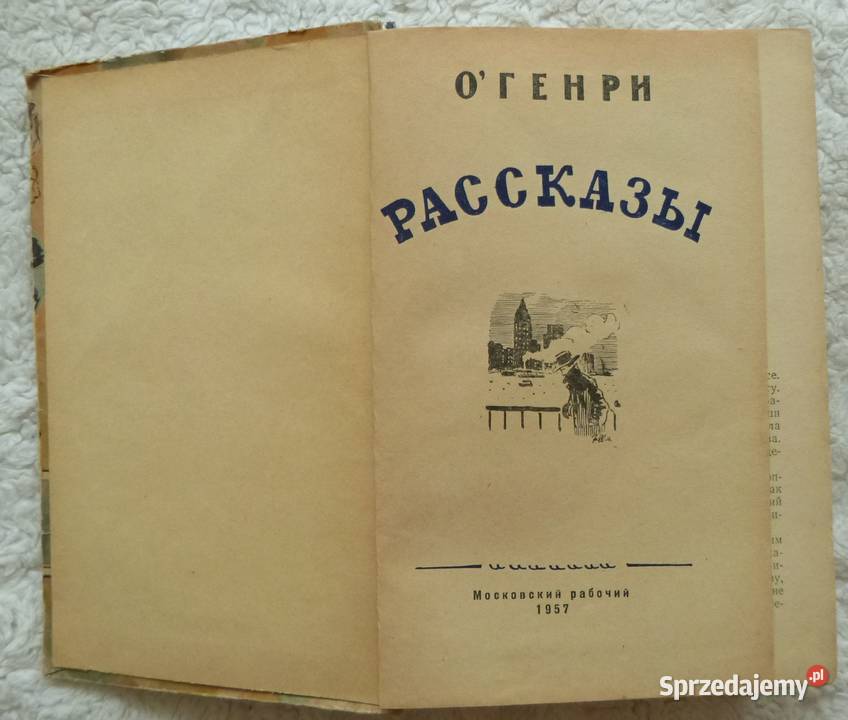 О'ГЕНРИ
РАССКАЗЫ
Московский рабочий
1957
Sprzedajemy.pl